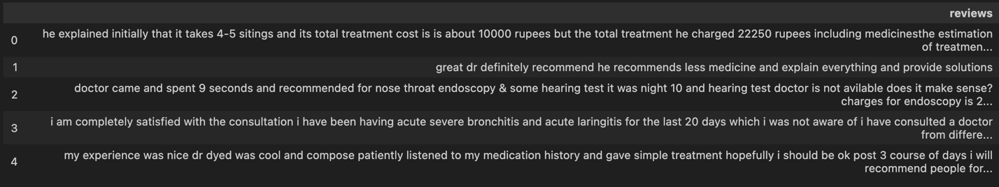 reviews
0 he explained initially that it takes 4-5 sitings and its total treatment cost is is about 10000 rupees but the total treatment he charged 22250 rupees including medicinesthe estimation
of treatmen...
1 great dr definitely recommend he recommends less medicine and explain everything and provide solutions
2 doctor came and spent 9 seconds and recommended for nose throat endoscopy & some hearing test it was night 10 and hearing test doctor is not avilable does it make sense?
charges for endoscopy is 2...
3 i am completely satisfied with the consultation i have been having acute severe bronchitis and acute laringitis for the last 20 days which i was not aware of i have consulted a doctor
from differe...
4 my experience was nice dr dyed was cool and compose patiently listened to my medication history and gave simple treatment hopefully i should be ok post 3 course of days i will
recommend people for...